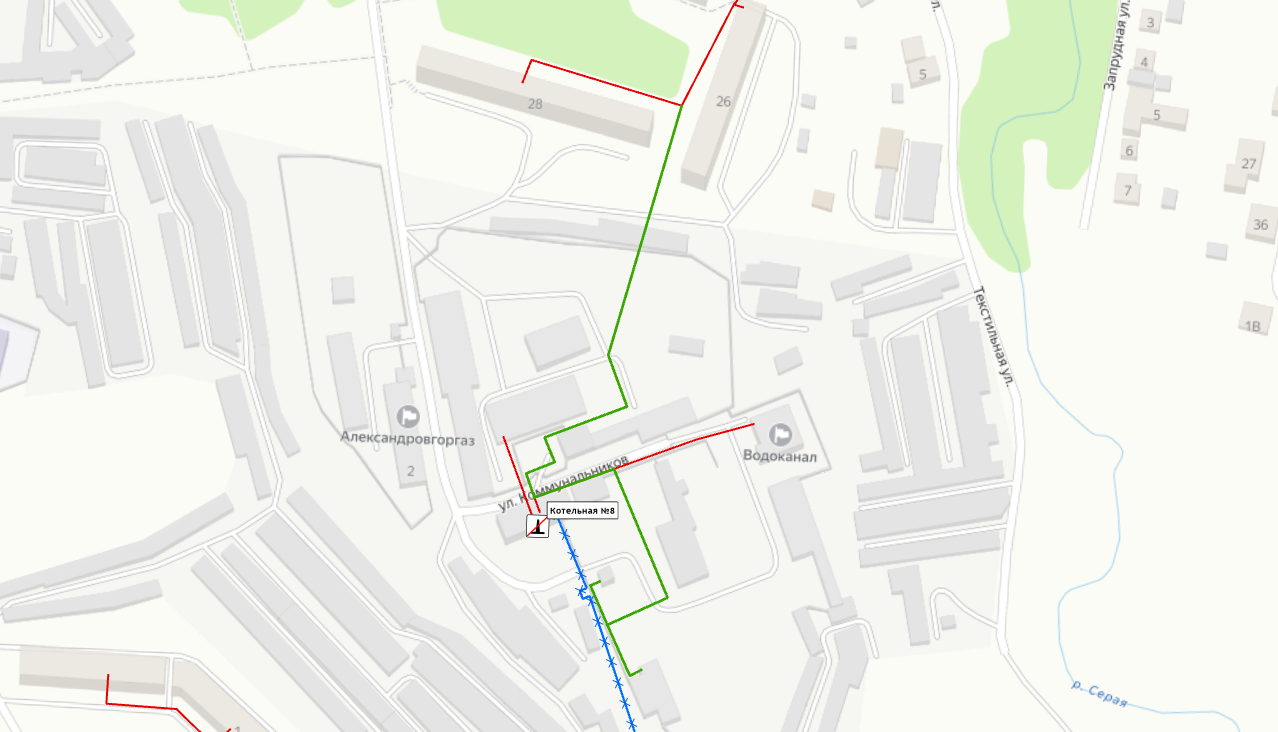 3
Запрудная ул.
ул.
4
5
28
26
5
6
27
7
36
Текстильная ул.
1В
Александровгоргаз
2
Водоканал
ул. Коммунальников
Котельная №8
р. Серая